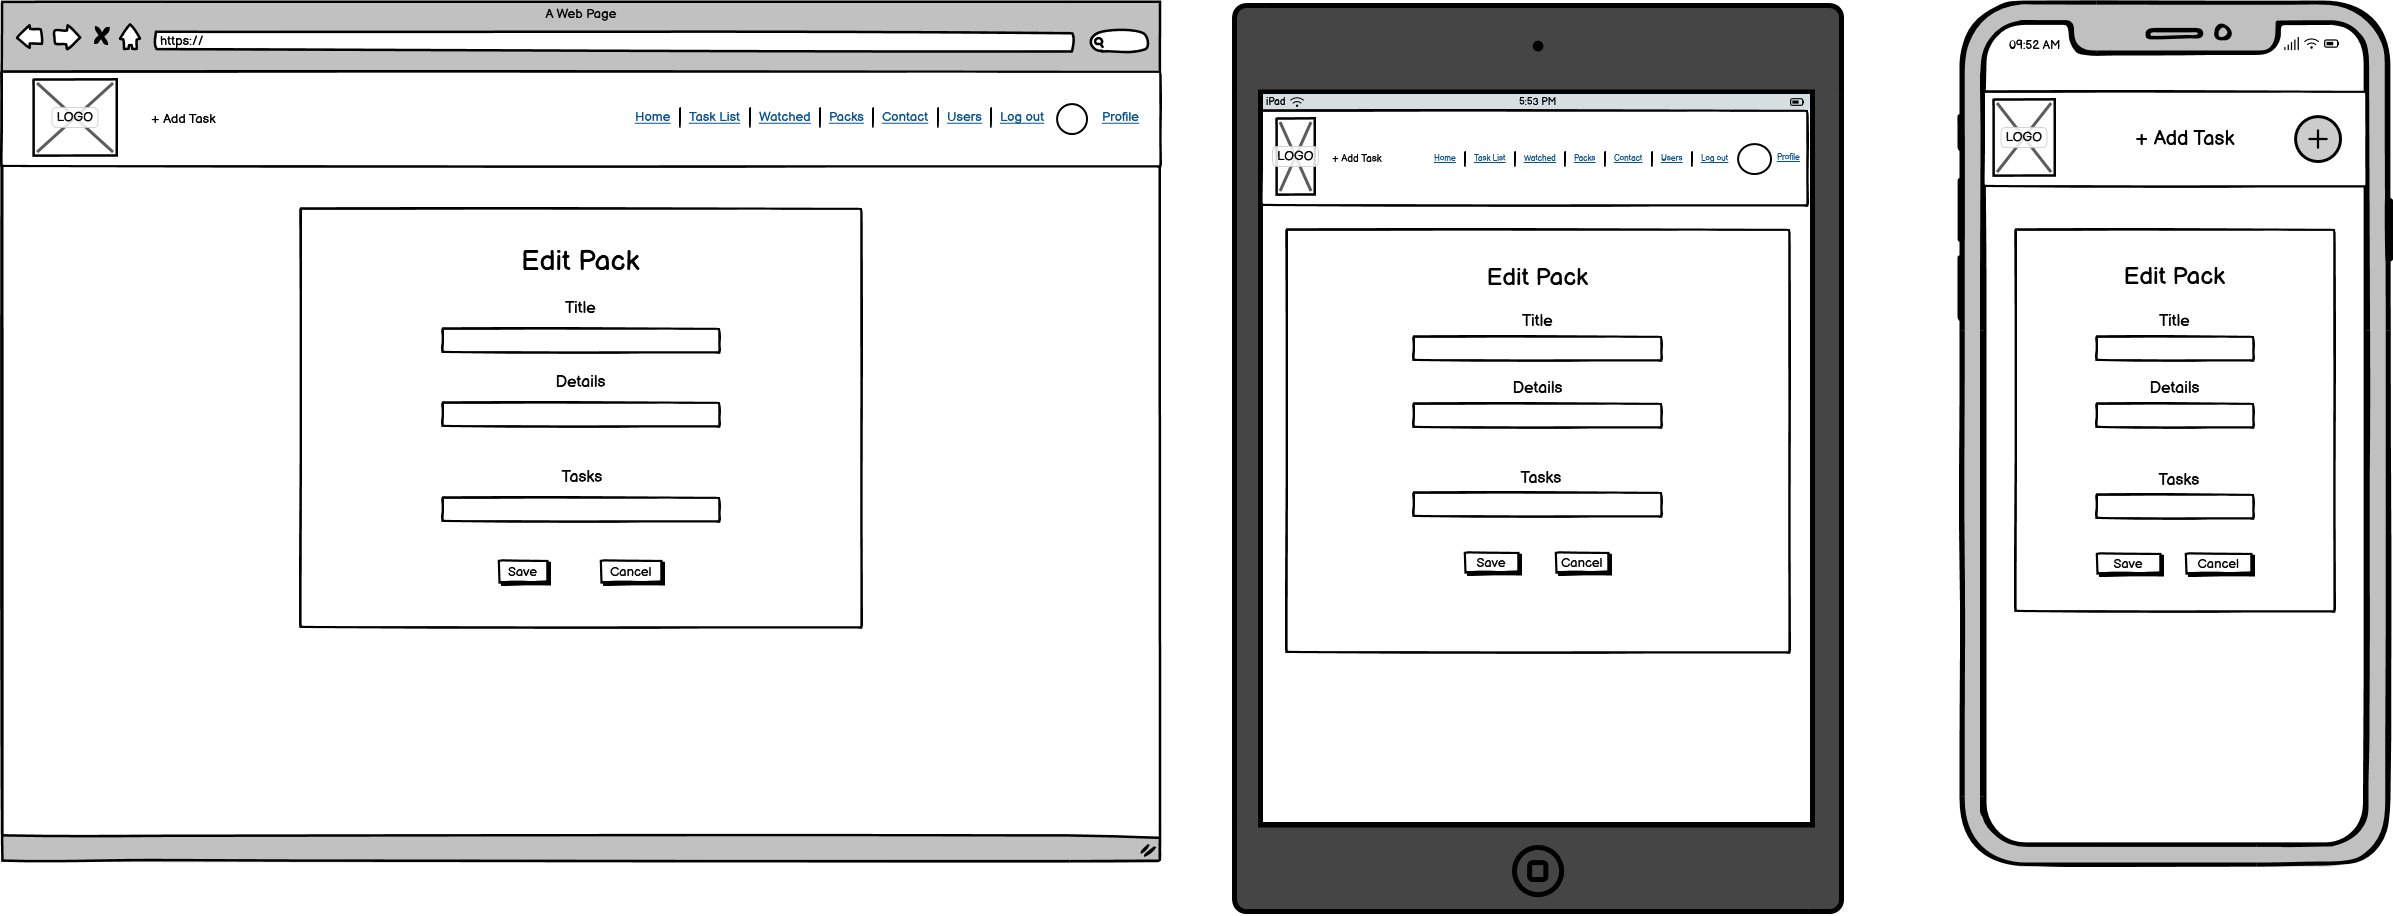 A Web Page
https://
LOGO
+ Add Task
Home Task List Watched Packs Contact Users Log out Profile
Edit Pack
Title
Details
Tasks
Save Cancel
iPad 5:53 PM
LOGO
+ Add Task
Home Task List Watched Packs Contact Users Log out Profile
Edit Pack
Title
Details
Tasks
Save Cancel
09:52 AM
LOGO
+ Add Task
Edit Pack
Title
Details
Tasks
Save Cancel